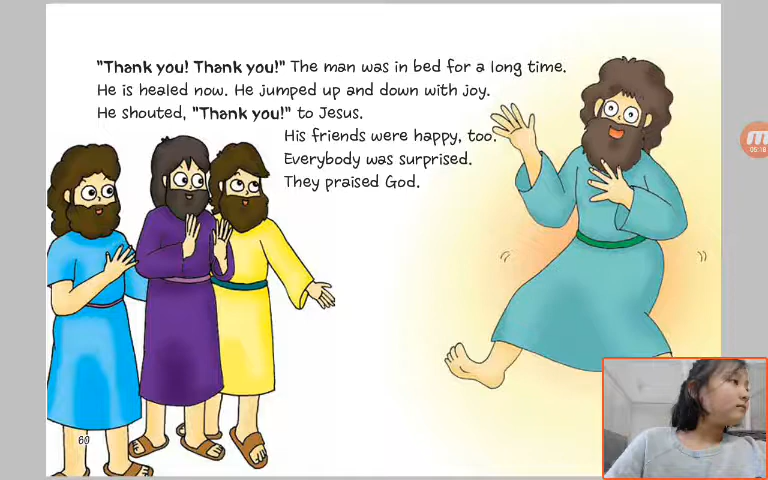 "Thank you! Thank you!" The man was in bed for a long time.
He is healed now. He jumped up and down with joy.
He shouted, "Thank you!" to Jesus.
His friends were happy, too.
Everybody was surprised.
They praised God.
60
05:18